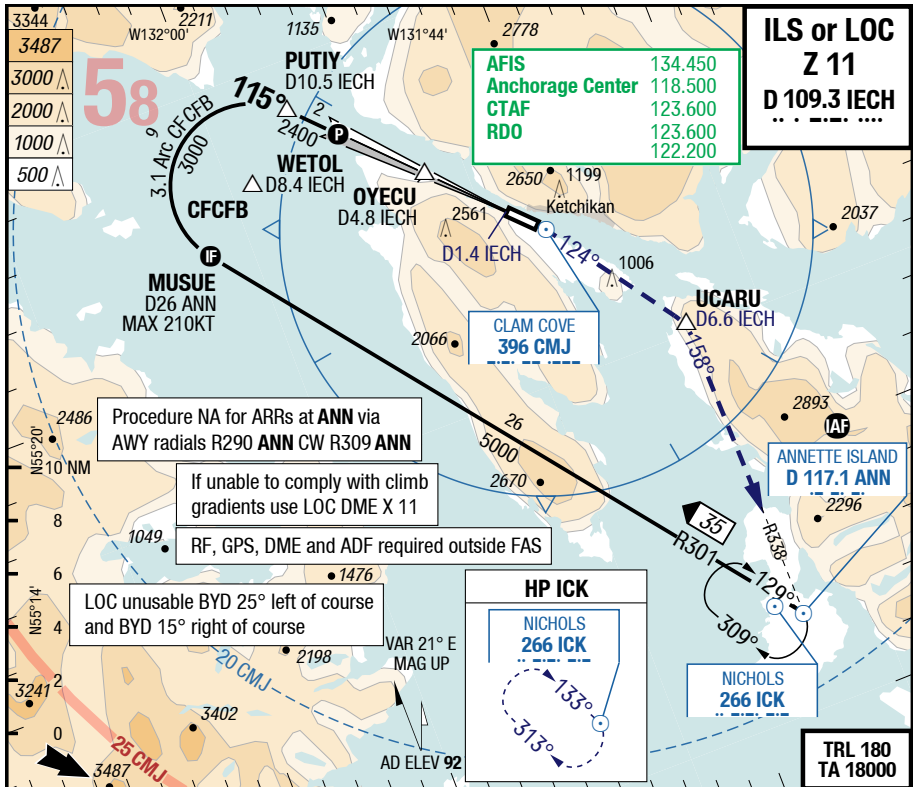 3344
2211
W132°00'
1135
W131°44'
2778
ILS or LOC
Z 11
D 109.3 IECH
3487
3000
2000
1000
500
58
PUTIY
D10.5 IECH
AFIS 134.450
Anchorage Center 118.500
CTAF 123.600
RDO 123.600
122.200
115°
2
2400
P
9
3.1 Arc CFCFB
3000
WETOL
D8.4 IECH
OYECU
D4.8 IECH
2650
1199
Ketchikan
CFCFB
2561
D1.4 IECH
2037
IF
MUSUE
D26 ANN
MAX 210KT
124°
1006
UCARU
D6.6 IECH
CLAM COVE
396 CMJ
2066
158°
2486
Procedure NA for ARRs at ANN via
AWY radials R290 ANN CW R309 ANN
26
5000
2893
IAF
ANNETTE ISLAND
D 117.1 ANN
N55°20'
10 NM
If unable to comply with climb
gradients use LOC DME X 11
2670
2296
8
35
R301
R338
1049
RF, GPS, DME and ADF required outside FAS
6
1476
129°
N55°14'
LOC unusable BYD 25° left of course
and BYD 15° right of course
HP ICK
NICHOLS
266 ICK
309°
4
2198
VAR 21° E
MAG UP
20 CMJ
133°
313°
NICHOLS
266 ICK
2
3241
3402
0
25 CMJ
3487
AD ELEV 92
TRL 180
TA 18000